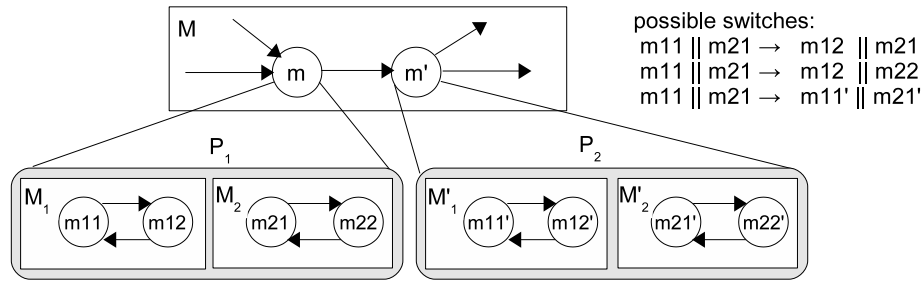 M
m
m'
possible switches:
m11 || m21 → m12 || m21
m11 || m21 → m12 || m22
m11 || m21 → m11' || m21'
P1
P2
M1
m11
m12
M2
m21
m22
M'1
m11'
m12'
M'2
m21'
m22'